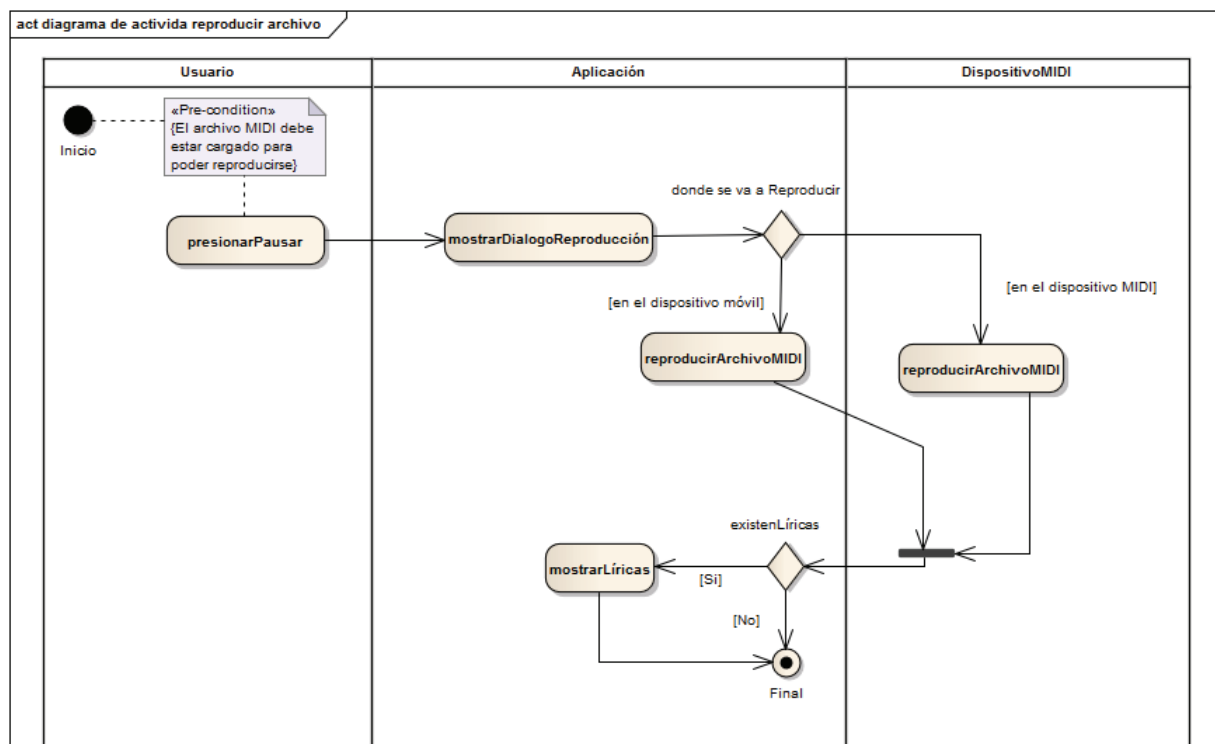 act diagrama de activida reproducir archivo
Usuario
Aplicación
DispositivoMIDI
«Pre-condition»
{El archivo MIDI debe
estar cargado para
poder reproducirse}
Inicio
donde se va a Reproducir
presionarPausar
mostrarDialogoReproducción
[en el dispositivo MIDI]
[en el dispositivo móvil]
reproducirArchivoMIDI
reproducirArchivoMIDI
existenLíricas
mostrarLíricas
[Si]
[No]
Final